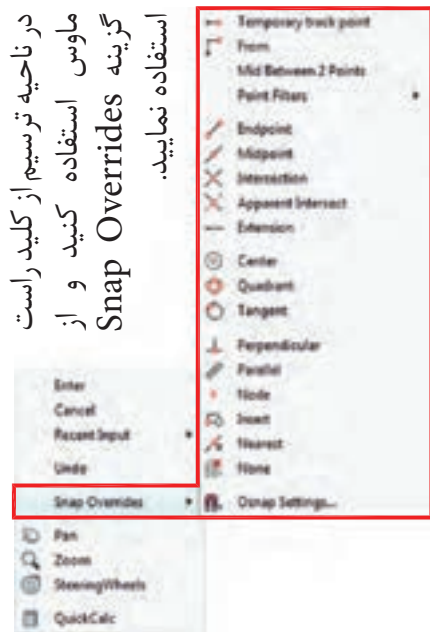 در ناحیه ترسیم از کلید راست
ماوس استفاده کنید و از
گزینه Snap Overrides
استفاده نمایید.
Temporary track point
From
Mid Between 2 Points
Point Filters
Endpoint
Midpoint
Intersection
Apparent Intersect
Extension
Center
Quadrant
Tangent
Perpendicular
Parallel
Node
Insert
Nearest
None
Osnap Settings...
Enter
Cancel
Recent Input
Undo
Snap Overrides
Pan
Zoom
SteeringWheels
QuickCalc